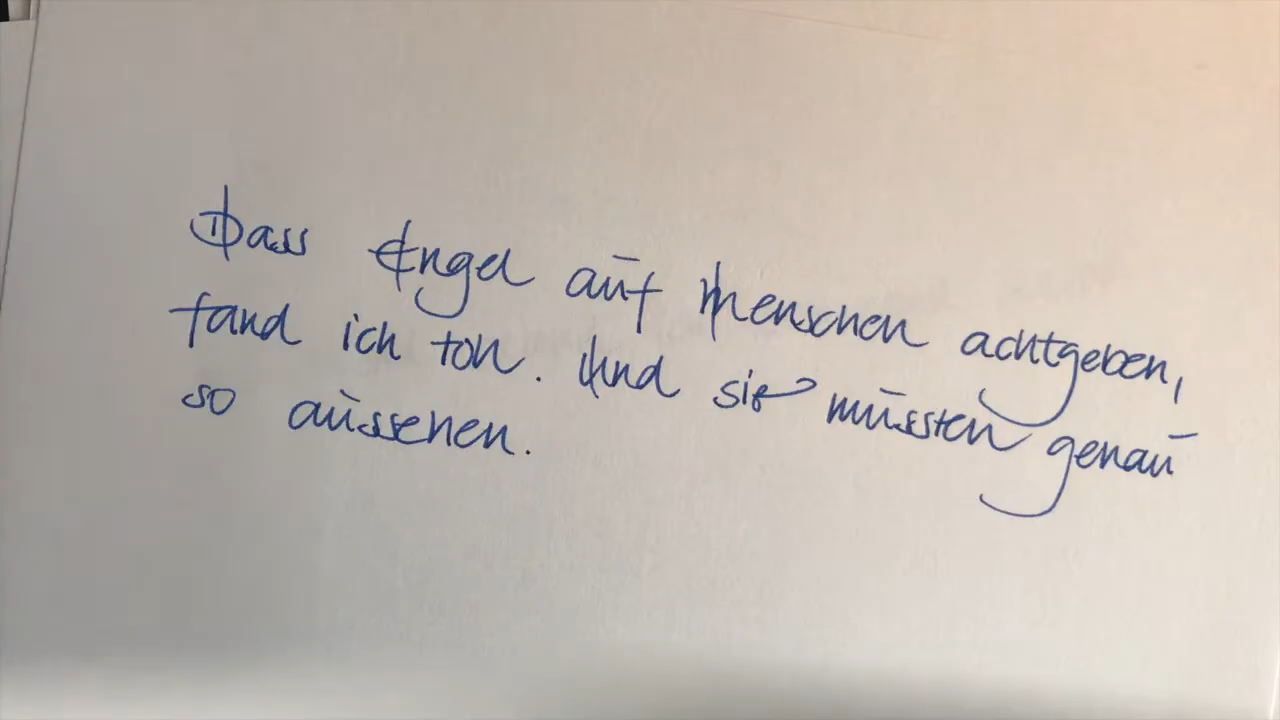 Dass Engel auf Menschen achtgeben,
fand ich toll. Und sie müssten genau
so aussehen.